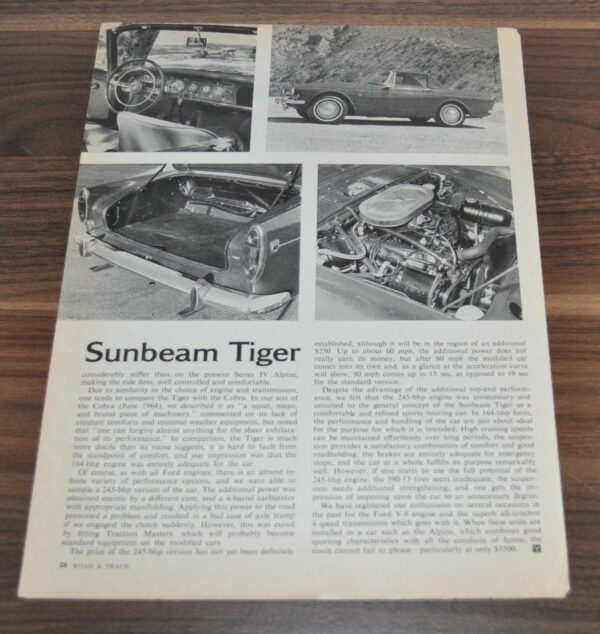 Sunbeam Tiger
considerably stiffer than on the present Series IV Alpine,
making the ride firm, well controlled and comfortable.
Due to similarity in the choice of engine and transmission,
one tends to compare the Tiger with the Cobra. In our test of
the Cobra (June 1964), we described it as "a squat, mean,
and brutal piece of machinery," commented on its lack of
creature comforts and minimal weather equipment, but noted
that "one can forgive almost anything for the sheer exhilara-
tion of its performance." In comparison, the Tiger is much
more docile than its name suggests, it is hard to fault from
the standpoint of comfort, and our impression was that the
164-bhp engine was entirely adequate for the car.
Of course, as with all Ford engines, there is an almost in-
finite variety of performance options, and we were able to
sample a 245-bhp version of the car. The additional power was
obtained mainly by a different cam, and a 4-barrel carburetor
with appropriate manifolding. Applying this power to the road
presented a problem and resulted in a bad case of axle tramp
if we engaged the clutch suddenly. However, this was cured
by fitting Traction Masters, which will probably become
standard equipment on the modified cars.
The price of the 245-bhp version has not yet been definitely
established, although it will be in the region of an additional
$250. Up to about 60 mph, the additional power does not
really earn its money, but after 60 mph the modified car
comes into its own and, as a glance at the acceleration curve
will show, 90 mph comes up in 15 sec, as opposed to 19 sec
for the standard version.
Despite the advantage of the additional top-end perform-
ance, we felt that the 245-bhp engine was unnecessary and
unsuited to the general concept of the Sunbeam Tiger as a
comfortable and refined sports/touring car. In 164-bhp form,
the performance and handling of the car are just about ideal
for the purpose for which it is intended. High cruising speeds
can be maintained effortlessly over long periods, the suspen-
sion provides a satisfactory combination of comfort and good
roadholding, the brakes are entirely adequate for emergency
stops, and the car as a whole fulfills its purpose remarkably
well. However, if one starts to use the full potential of the
245-bhp engine, the 590-13 tires seem inadequate, the suspen-
sion needs additional strengthening, and one gets the im-
pression of imposing upon the car to an unnecessary degree.
We have registered our enthusiasm on several occasions in
the past for the Ford V-8 engine and the superb all-synchro
4-speed transmission which goes with it. When these units are
installed in a car such as the Alpine, which combines good
sporting characteristics with all the comforts of home, the
result cannot fail to please—particularly at only $3500.
28 ROAD & TRACK